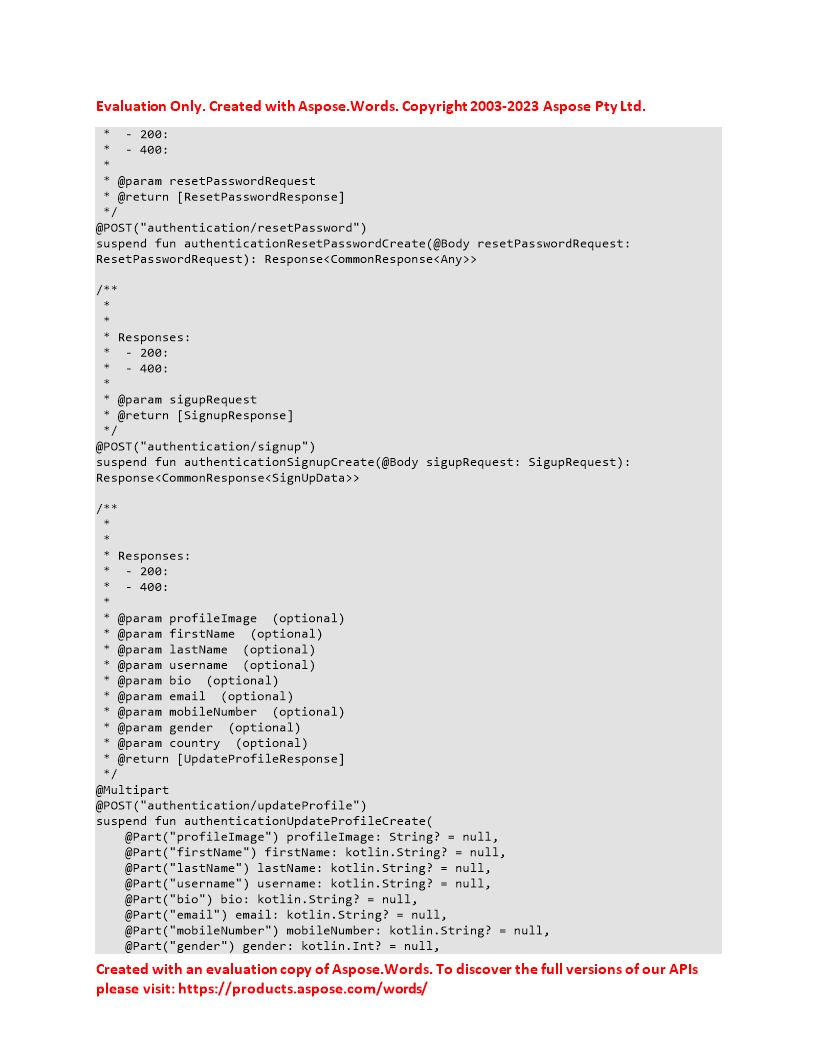 Evaluation Only. Created with Aspose.Words. Copyright 2003-2023 Aspose Pty Ltd.
 *  - 200:
 *  - 400:
 *
 * @param resetPasswordRequest
 * @return [ResetPasswordResponse]
 */
@POST("authentication/resetPassword")
suspend fun authenticationResetPasswordCreate(@Body resetPasswordRequest:
ResetPasswordRequest): Response<CommonResponse<Any>>

/**
 *
 *
 * Responses:
 *  - 200:
 *  - 400:
 *
 * @param sigupRequest
 * @return [SignupResponse]
 */
@POST("authentication/signup")
suspend fun authenticationSignupCreate(@Body sigupRequest: SigupRequest):
Response<CommonResponse<SignUpData>>

/**
 *
 *
 * Responses:
 *  - 200:
 *  - 400:
 *
 * @param profileImage  (optional)
 * @param firstName  (optional)
 * @param lastName  (optional)
 * @param username  (optional)
 * @param bio  (optional)
 * @param email  (optional)
 * @param mobileNumber  (optional)
 * @param gender  (optional)
 * @param country  (optional)
 * @return [UpdateProfileResponse]
 */
@Multipart
@POST("authentication/updateProfile")
suspend fun authenticationUpdateProfileCreate(
    @Part("profileImage") profileImage: String? = null,
    @Part("firstName") firstName: kotlin.String? = null,
    @Part("lastName") lastName: kotlin.String? = null,
    @Part("username") username: kotlin.String? = null,
    @Part("bio") bio: kotlin.String? = null,
    @Part("email") email: kotlin.String? = null,
    @Part("mobileNumber") mobileNumber: kotlin.String? = null,
    @Part("gender") gender: kotlin.Int? = null,
Created with an evaluation copy of Aspose.Words. To discover the full versions of our APIs
please visit: https://products.aspose.com/words/